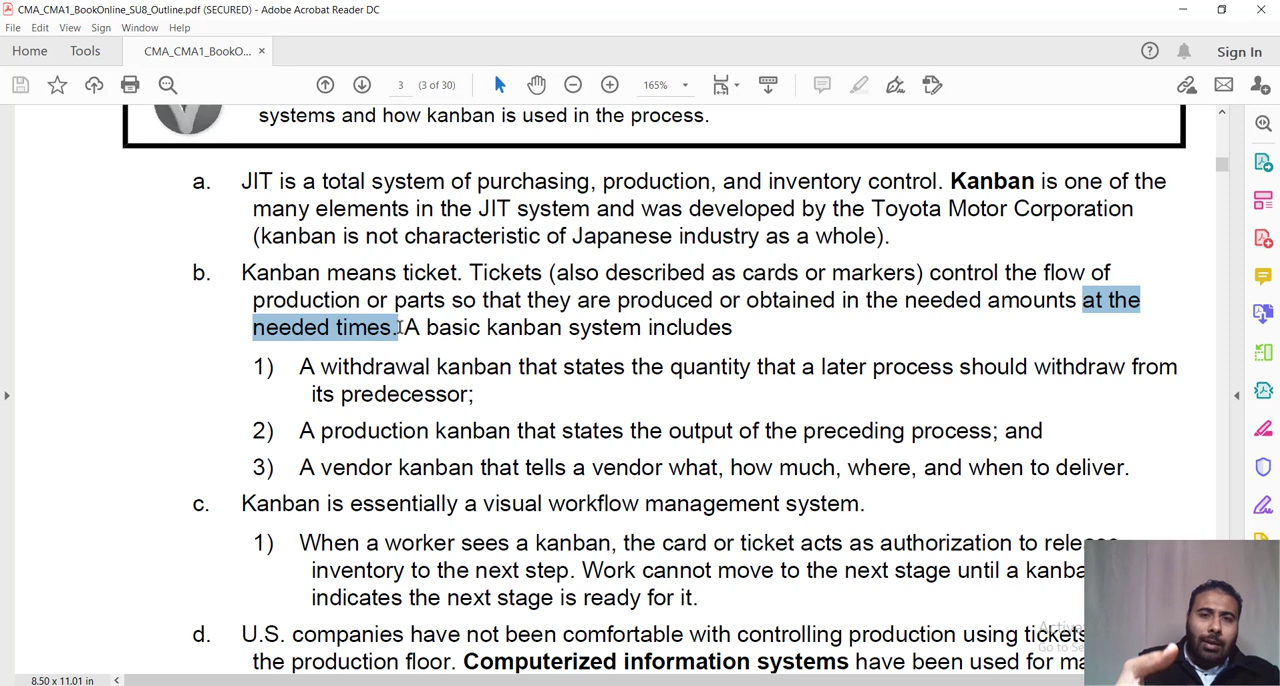 CMA_CMA1_BookOnline_SU8_Outline.pdf (SECURED) - Adobe Acrobat Reader DC
File Edit View Sign Window Help
Home Tools CMA_CMA1_BookO... × Sign In
3 (3 of 30) 165%
systems and how kanban is used in the process.
a. JIT is a total system of purchasing, production, and inventory control. Kanban is one of the
many elements in the JIT system and was developed by the Toyota Motor Corporation
(kanban is not characteristic of Japanese industry as a whole).
b. Kanban means ticket. Tickets (also described as cards or markers) control the flow of
production or parts so that they are produced or obtained in the needed amounts at the
needed times. A basic kanban system includes
1) A withdrawal kanban that states the quantity that a later process should withdraw from
its predecessor;
2) A production kanban that states the output of the preceding process; and
3) A vendor kanban that tells a vendor what, how much, where, and when to deliver.
c. Kanban is essentially a visual workflow management system.
1) When a worker sees a kanban, the card or ticket acts as authorization to release
inventory to the next step. Work cannot move to the next stage until a kanba
indicates the next stage is ready for it.
d. U.S. companies have not been comfortable with controlling production using tickets
the production floor. Computerized information systems have been used for ma
8.50 x 11.01 in